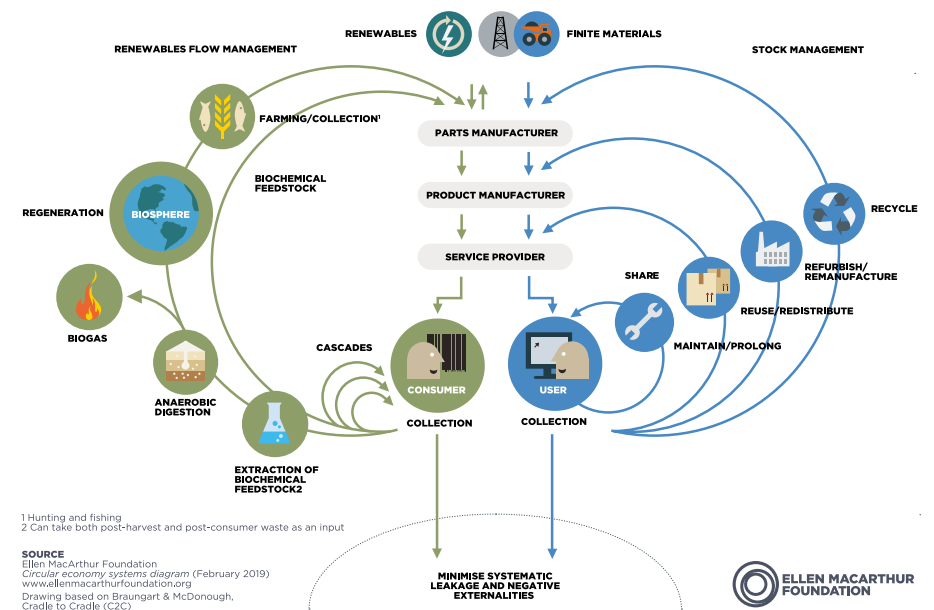 RENEWABLES
FINITE MATERIALS
RENEWABLES FLOW MANAGEMENT
STOCK MANAGEMENT
FARMING/COLLECTION¹
PARTS MANUFACTURER
BIOCHEMICAL
FEEDSTOCK
PRODUCT MANUFACTURER
REGENERATION
BIOSPHERE
RECYCLE
SERVICE PROVIDER
SHARE
REFURBISH/
REMANUFACTURE
REUSE/REDISTRIBUTE
BIOGAS
CASCADES
MAINTAIN/PROLONG
CONSUMER
USER
ANAEROBIC
DIGESTION
COLLECTION
COLLECTION
EXTRACTION OF
BIOCHEMICAL
FEEDSTOCK2
1 Hunting and fishing
2 Can take both post-harvest and post-consumer waste as an input
SOURCE
Ellen MacArthur Foundation
Circular economy systems diagram (February 2019)
www.ellenmacarthurfoundation.org
Drawing based on Braungart & McDonough,
Cradle to Cradle (C2C)
MINIMISE SYSTEMATIC
LEAKAGE AND NEGATIVE
EXTERNALITIES
ELLEN MACARTHUR
FOUNDATION